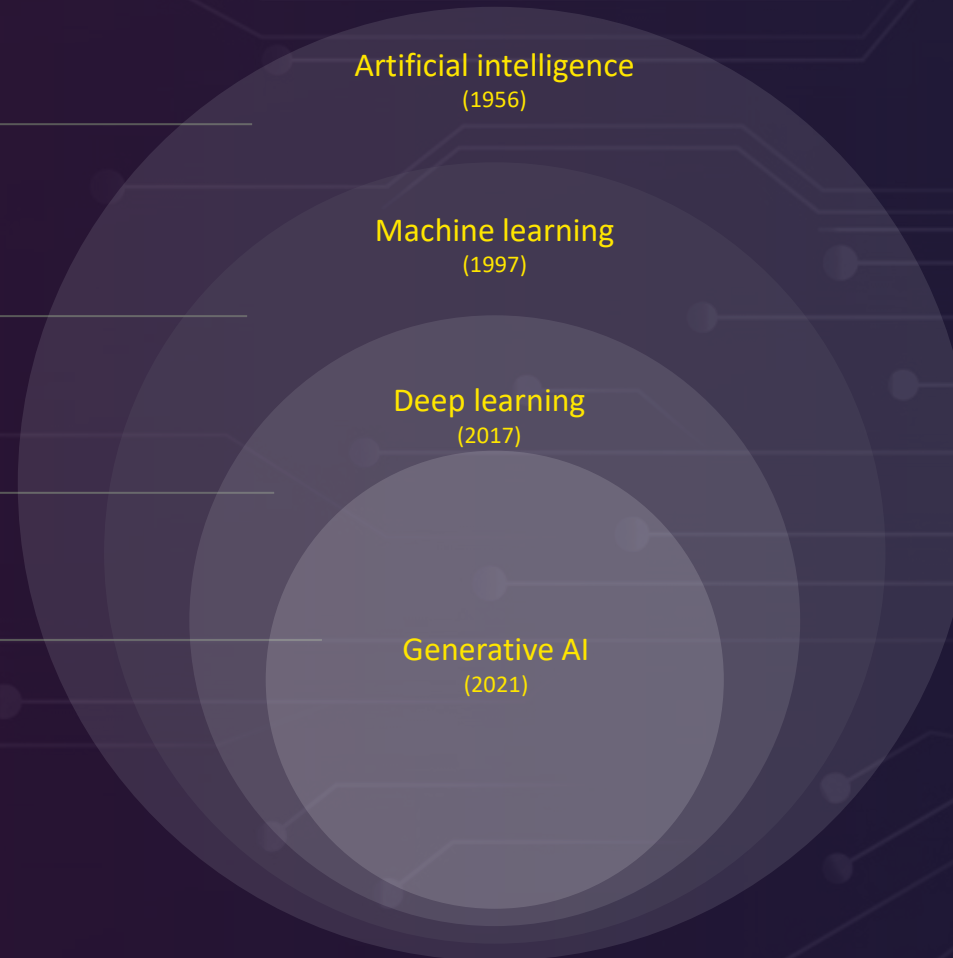 Artificial intelligence
(1956)
Machine learning
(1997)
Deep learning
(2017)
Generative AI
(2021)